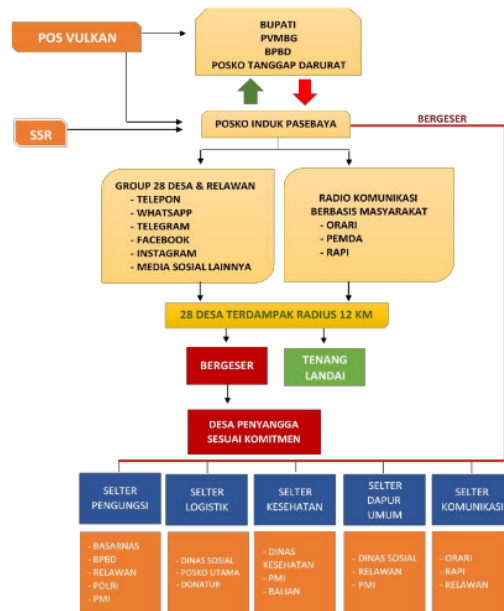 POS VULKAN
BUPATI
PVMBG
BPBD
POSKO TANGGAP DARURAT
SSR
POSKO INDUK PASEBAYA
BERGESER
GROUP 28 DESA & RELAWAN
- TELEPON
- WHATSAPP
- TELEGRAM
- FACEBOOK
- INSTAGRAM
- MEDIA SOSIAL LAINNYA
RADIO KOMUNIKASI
BERBASIS MASYARAKAT
- ORARI
- PEMDA
- RAPI
28 DESA TERDAMPAK RADIUS 12 KM
BERGESER
TENANG
LANDAI
DESA PENYANGGA
SESUAI KOMITMEN
SELTER
PENGUNGSI
SELTER
LOGISTIK
SELTER
KESEHATAN
SELTER
DAPUR
UMUM
SELTER
KOMUNIKASI
- BASARNAS
- BPBD
- RELAWAN
- POLRI
- PMI
- DINAS SOSIAL
- POSKO UTAMA
- DONATUR
- DINAS
KESEHATAN
- PMI
- BALIAN
- DINAS SOSIAL
- RELAWAN
- PMI
- ORARI
- RAPI
- RELAWAN